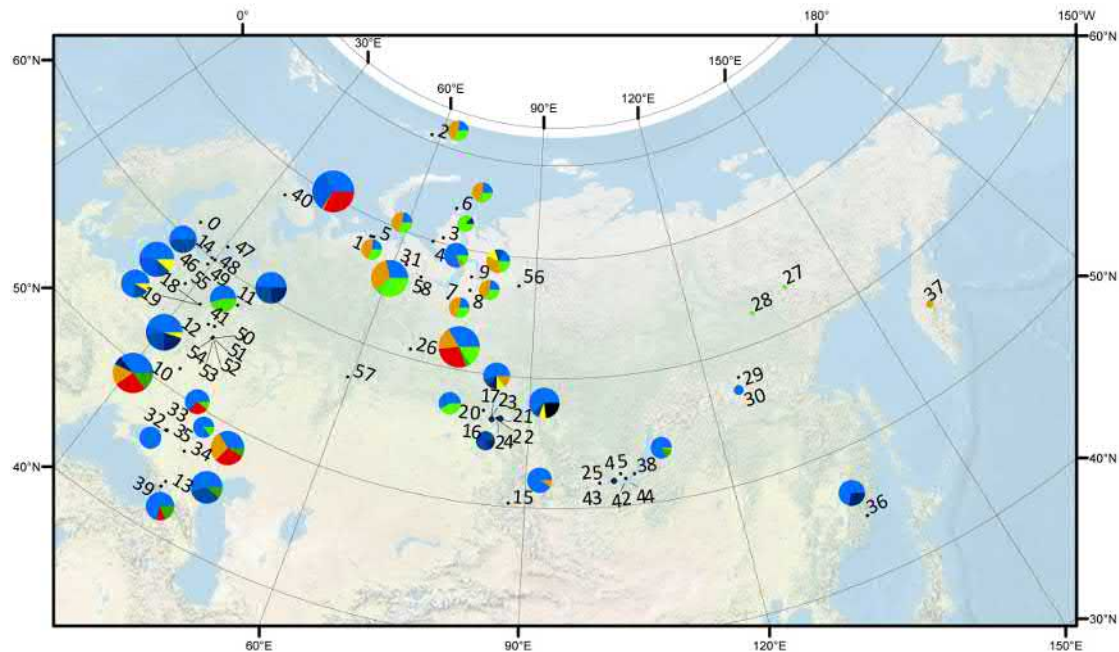 0° 180° 150°W
60°N 30°E 150°E 60°N
60°E 90°E 120°E
2
40 6
0 5 3
14 47 1 4
46 48 31 9 56 27
55 49 58 7 8 28 37
50°N 18 11 50°N
19 41
12 50 26
54 51
53 52 57 29
10 30
33 17 23
32 20 21
35 16 24 22
40°N 34 25 45 38 40°N
39 13 15 43 42 44
36
30°N
60°E 90°E 120°E 150°E